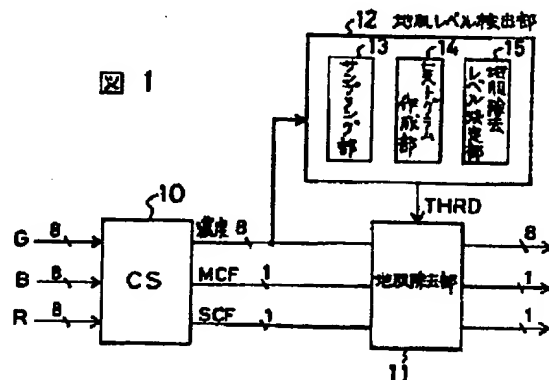 図 1
12 地肌レベル検出部
13
14
15
サンプリング部
ヒストグラム作成部
地肌除去レベル決定部
THRD
10
G 8
B 8
R 8
CS
濃度 8
MCF 1
SCF 1
地肌除去部
8
1
1
11